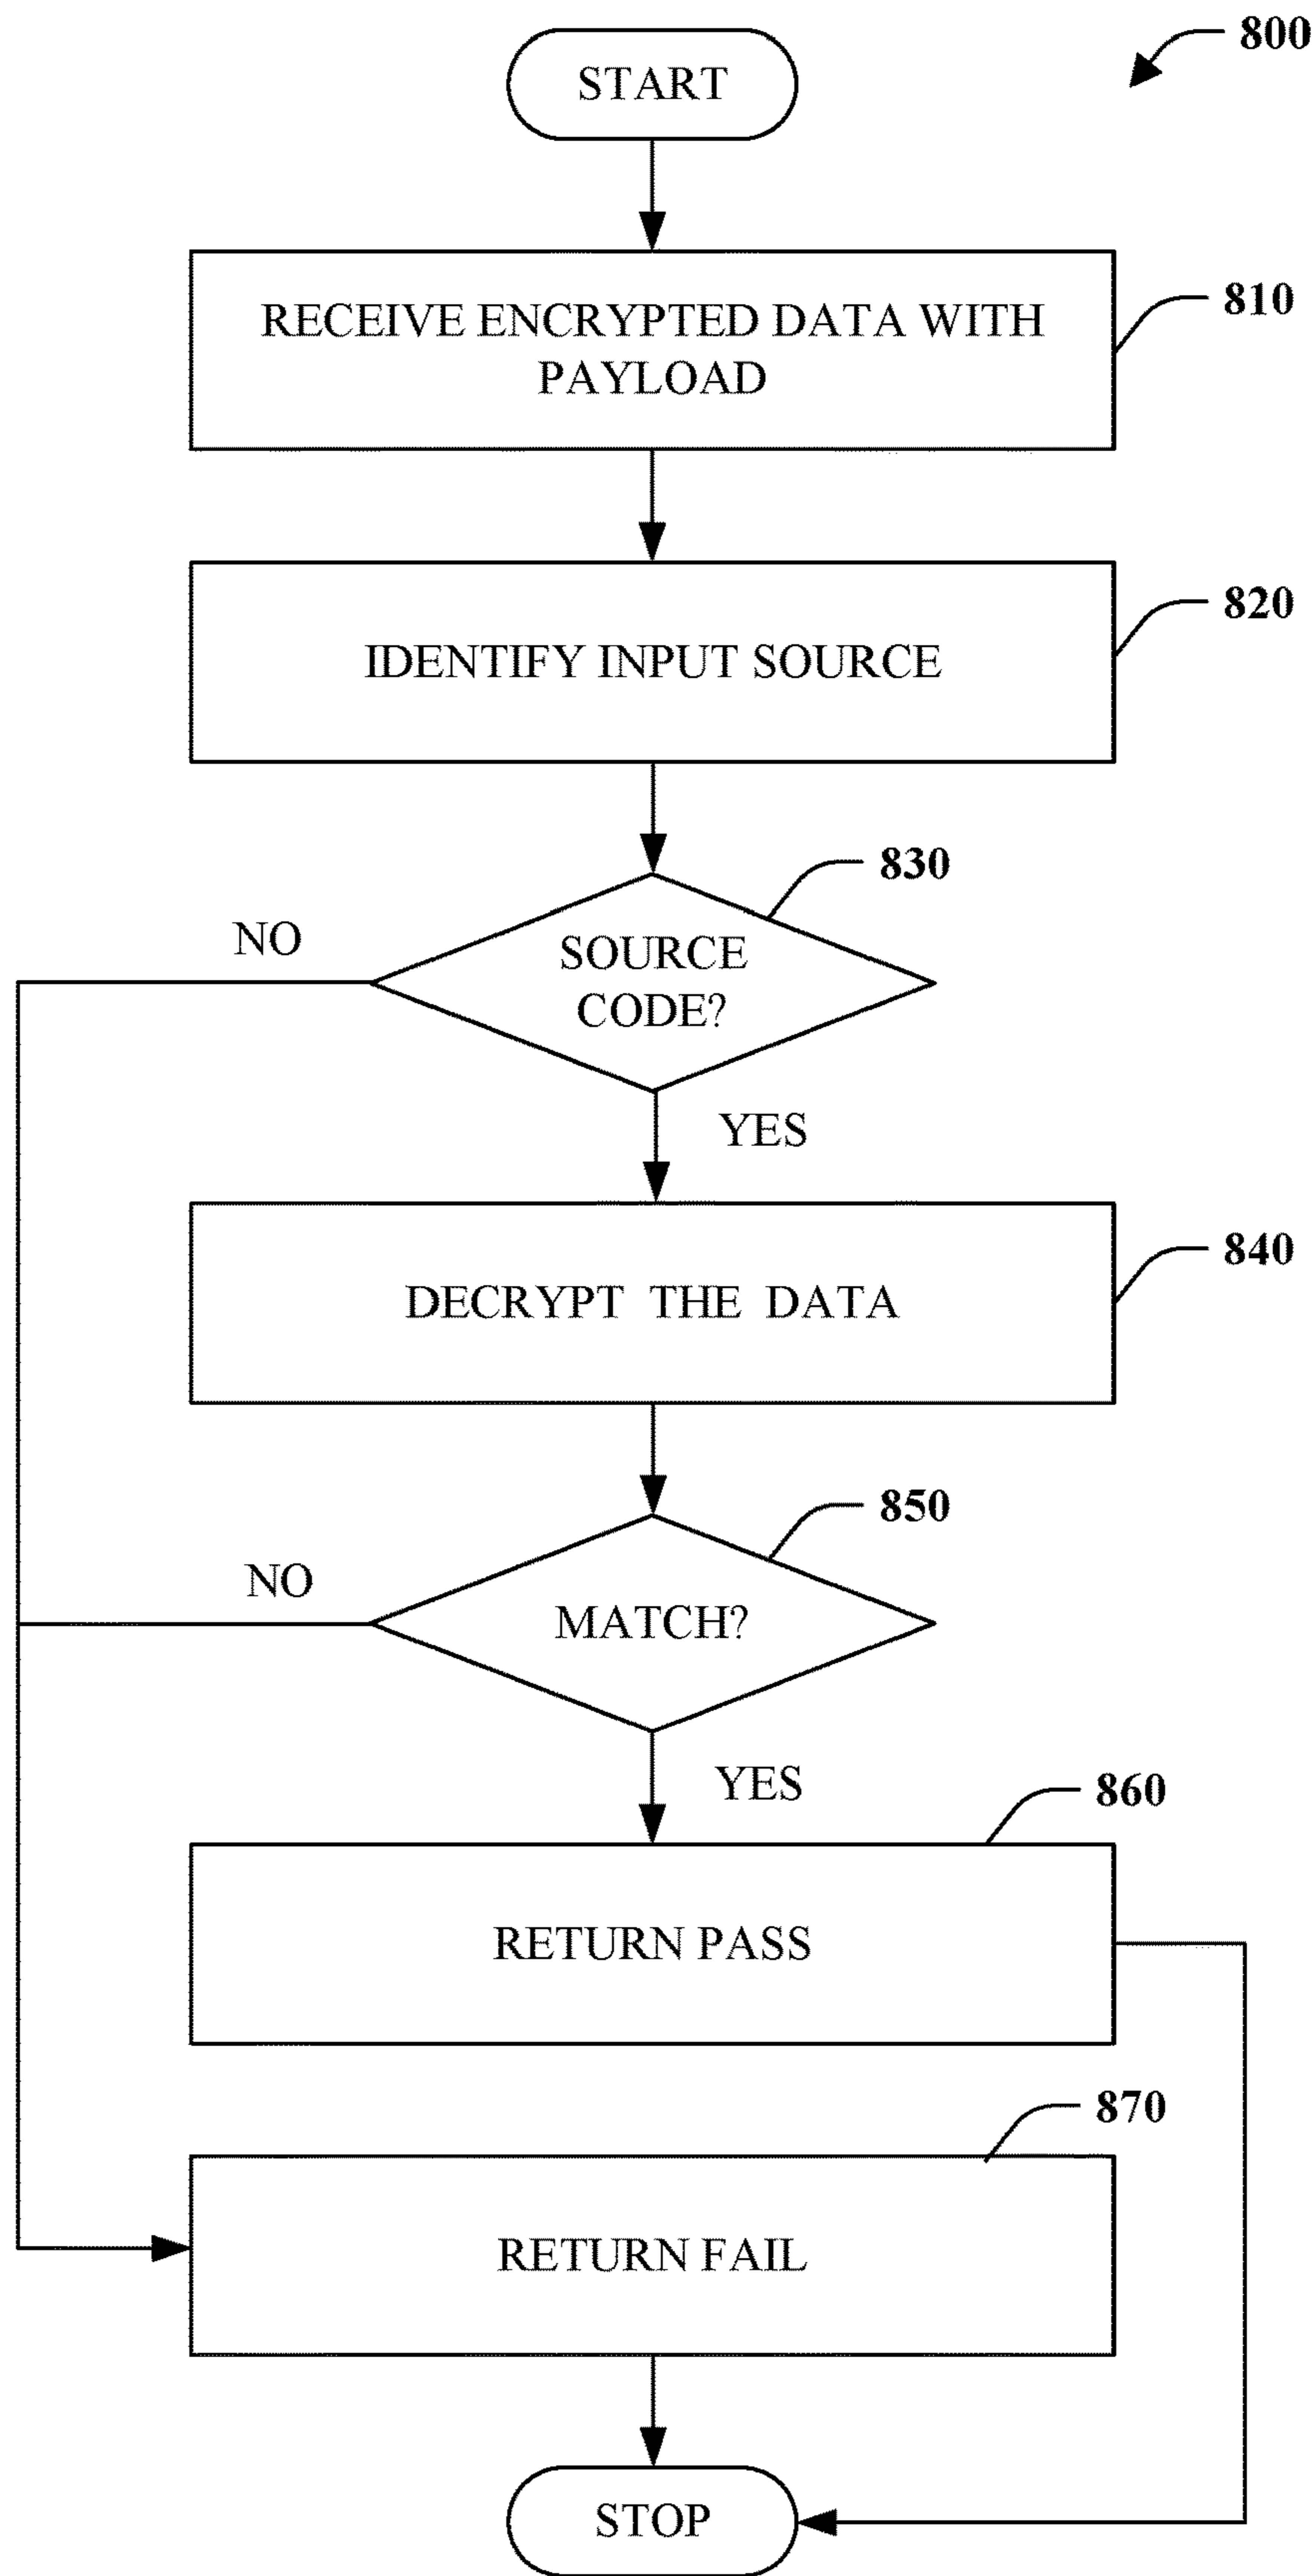 800
START
810
RECEIVE ENCRYPTED DATA WITH
PAYLOAD
820
IDENTIFY INPUT SOURCE
830
NO
SOURCE
CODE?
YES
840
DECRYPT THE DATA
850
NO
MATCH?
YES
860
RETURN PASS
870
RETURN FAIL
STOP